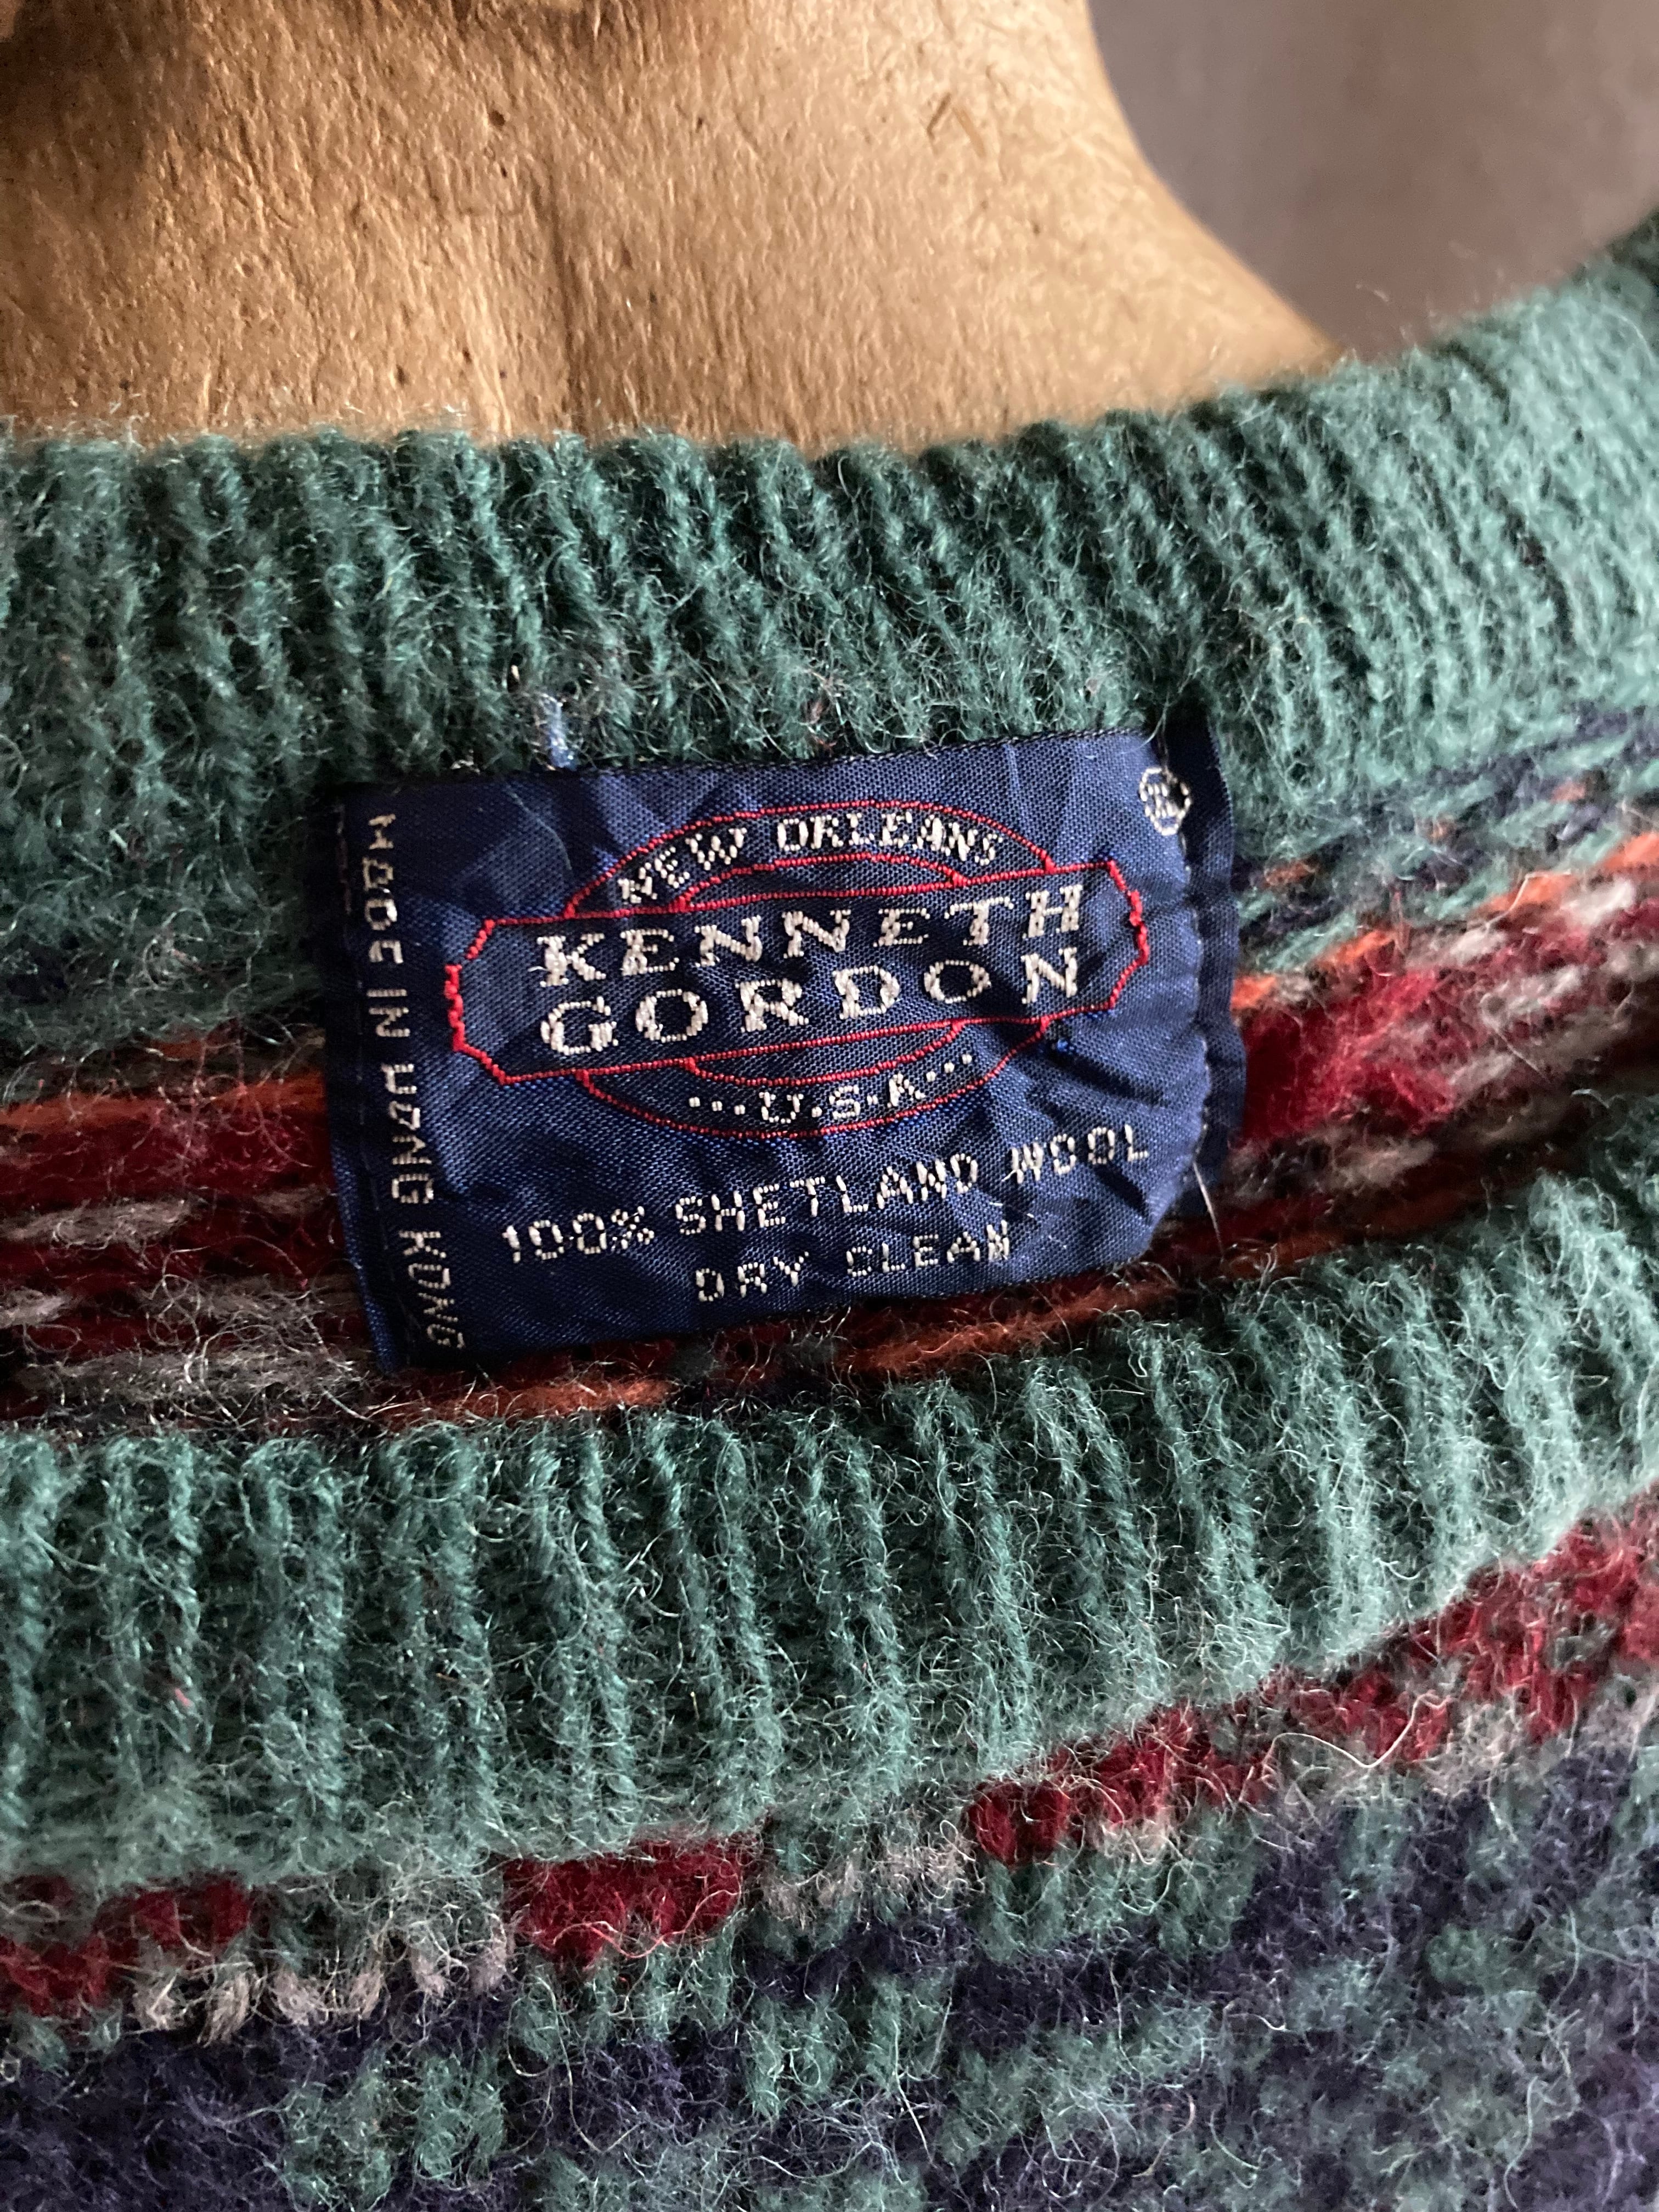 NEW ORLEANS
KENNETH
GORDON
...U.S.A...
100% SHETLAND WOOL
DRY CLEAN
MADE IN HONG KONG